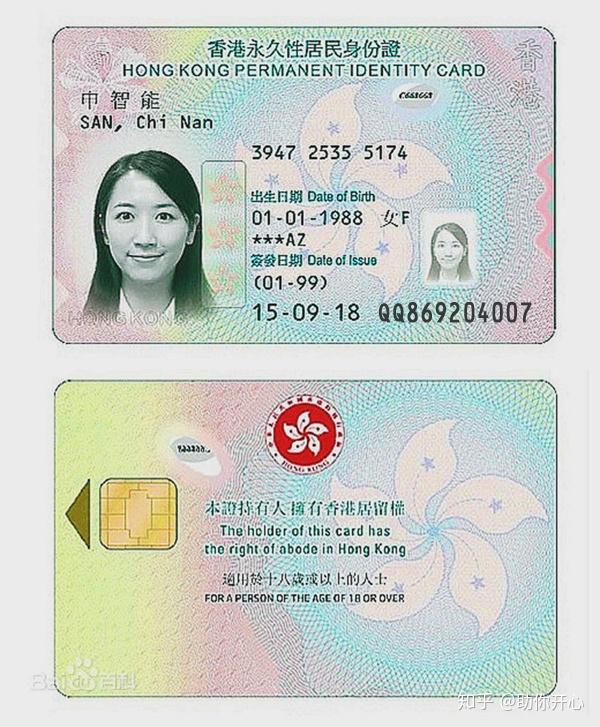 香港永久性居民身份證
HONG KONG PERMANENT IDENTITY CARD
香港
申智能
SAN, Chi Nan
3947 2535 5174
出生日期 Date of Birth
01-01-1988 女F
***AZ
簽發日期 Date of Issue
(01-99)
15-09-18 QQ869204007
HONG KONG
HONG KONG
本證持有人擁有香港居留權
The holder of this card has
the right of abode in Hong Kong
適用於十八歲或以上的人士
FOR A PERSON OF THE AGE OF 18 OR OVER
Bai百科
知乎 @助你开心